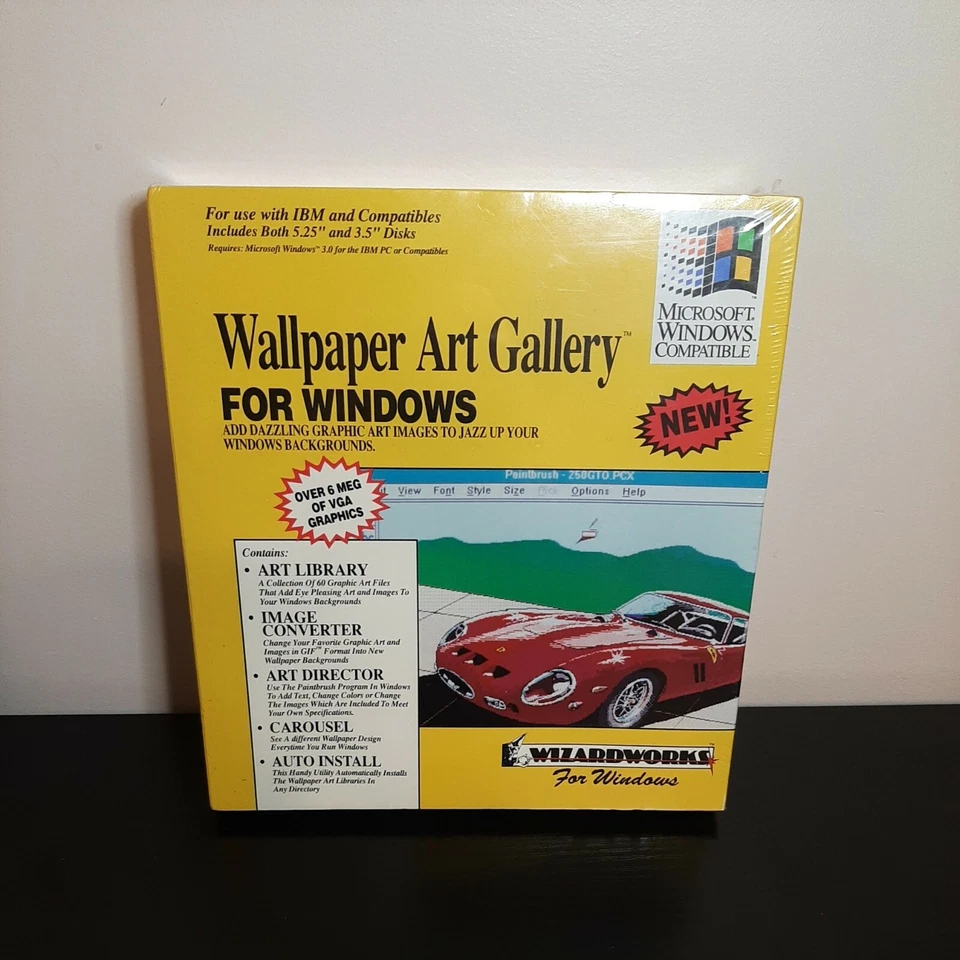 For use with IBM and Compatibles
Includes Both 5.25" and 3.5" Disks
Requires: Microsoft Windows™ 3.0 for the IBM PC or Compatibles
MICROSOFT.
WINDOWS™
COMPATIBLE
Wallpaper Art Gallery™
FOR WINDOWS
ADD DAZZLING GRAPHIC ART IMAGES TO JAZZ UP YOUR
WINDOWS BACKGROUNDS.
NEW!
OVER 6 MEG
OF VGA
GRAPHICS
Paintbrush - 250GTO.PCX
View Font Style Size Pick Options Help
Contains:
• ART LIBRARY
A Collection Of 60 Graphic Art Files
That Add Eye Pleasing Art and Images To
Your Windows Backgrounds
• IMAGE
CONVERTER
Change Your Favorite Graphic Art and
Images in GIF™ Format Into New
Wallpaper Backgrounds
• ART DIRECTOR
Use The Paintbrush Program In Windows
To Add Text, Change Colors or Change
The Images Which Are Included To Meet
Your Own Specifications.
• CAROUSEL
See A different Wallpaper Design
Everytime You Run Windows
• AUTO INSTALL
This Handy Utility Automatically Installs
The Wallpaper Art Libraries In
Any Directory
WIZARDWORKS™
For Windows